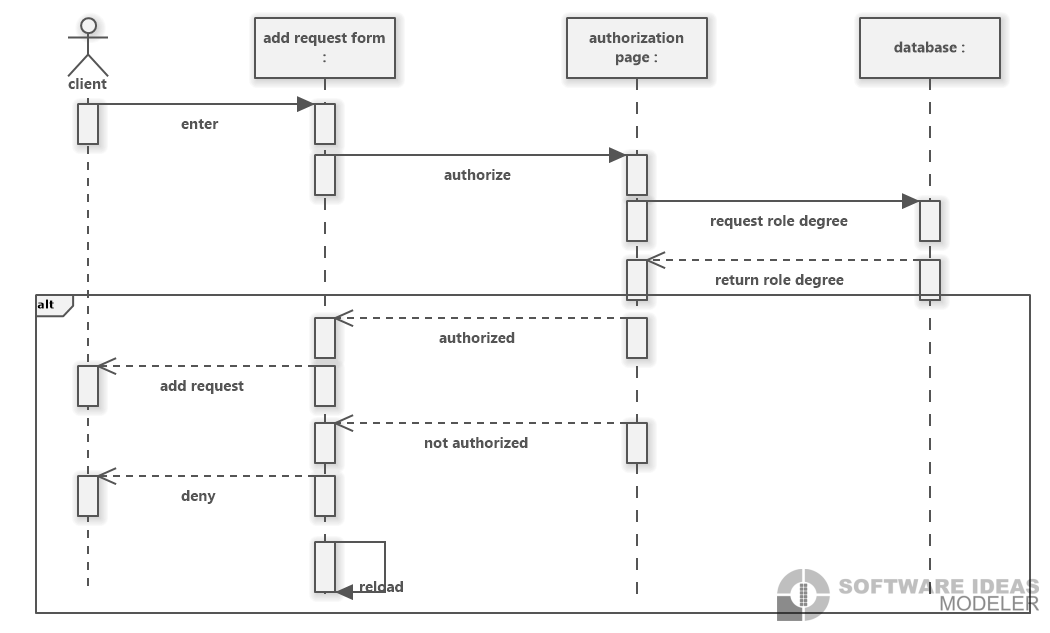 client
add request form
:
authorization
page :
database :
enter
authorize
request role degree
return role degree
alt
authorized
add request
not authorized
deny
reload
SOFTWARE IDEAS
MODELER